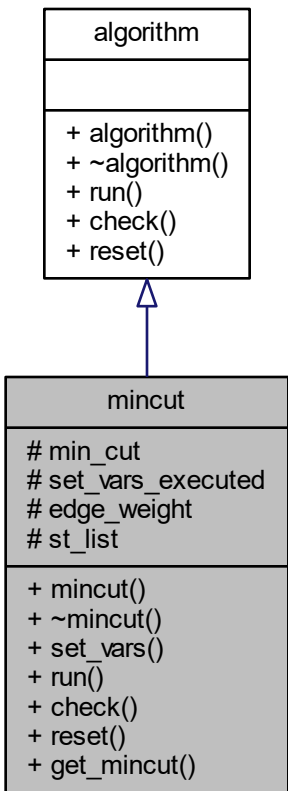 algorithm
+ algorithm()
+ ~algorithm()
+ run()
+ check()
+ reset()
mincut
# min_cut
# set_vars_executed
# edge_weight
# st_list
+ mincut()
+ ~mincut()
+ set_vars()
+ run()
+ check()
+ reset()
+ get_mincut()